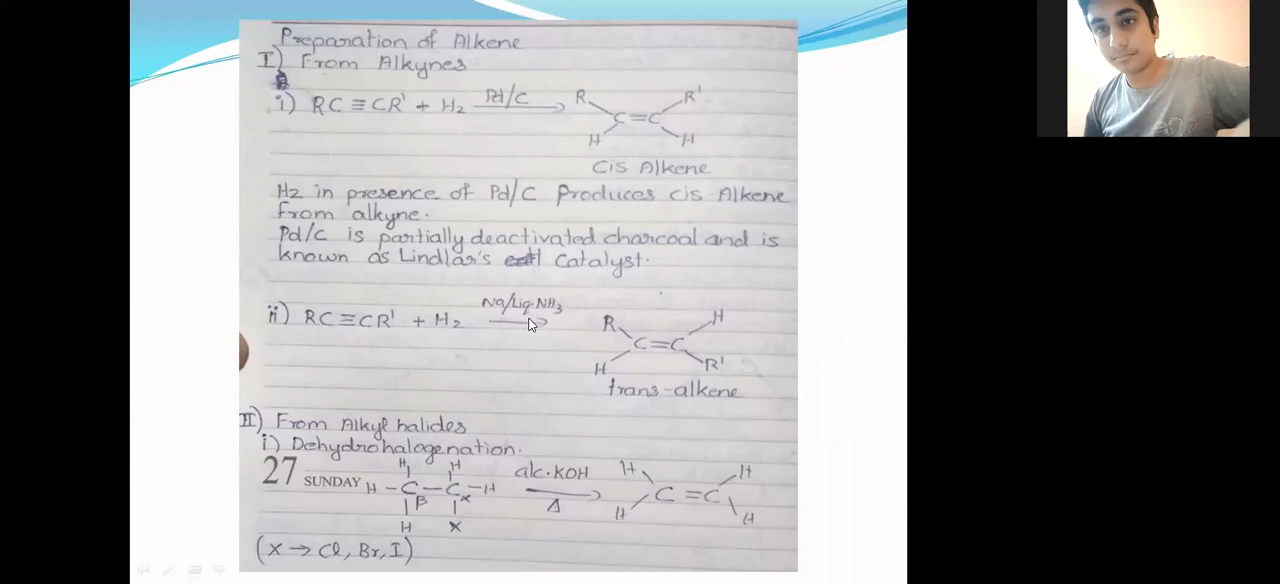 Preparation of Alkene
I) From Alkynes.
i) RC ≡ CR' + H2 Pd/C → R R'
C=C
H H
Cis Alkene
H2 in presence of Pd/C Produces cis-Alkene
from alkyne.
Pd/C is partially deactivated charcoal and is
known as Lindlar's Catalyst.
ii) RC ≡ CR' + H2 Na/Liq.NH3 → R H
C=C
H R'
trans-alkene
II) From Alkyl halides
i) Dehydrohalogenation.
27 SUNDAY
H H
H - C - C - H alc.KOH → H H
β α Δ C = C
H X H H
(X → Cl, Br, I)